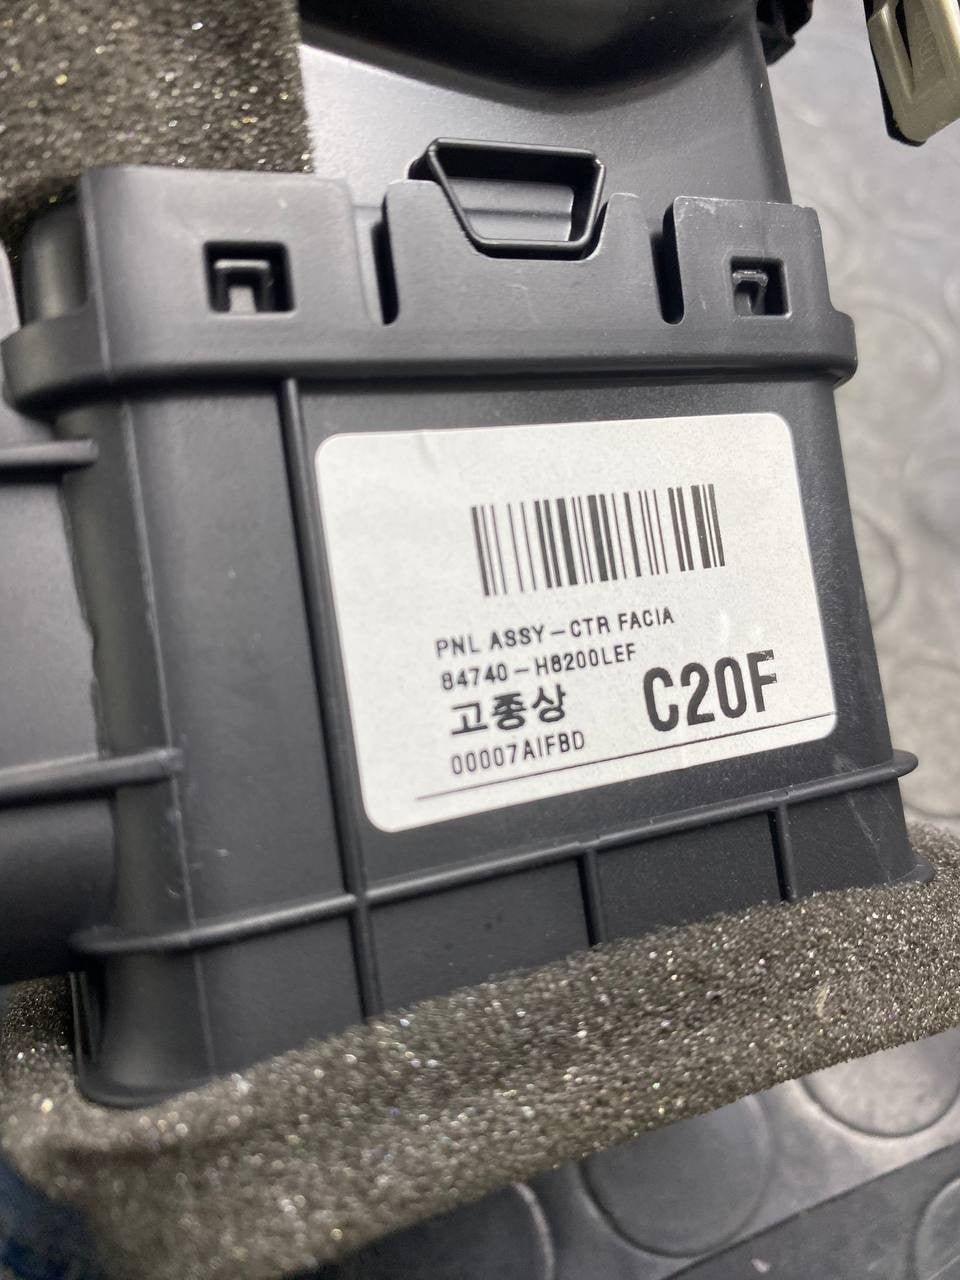 PNL ASSY-CTR FACIA
84740-H8200LEF
고종상
C20F
00007AIFBD